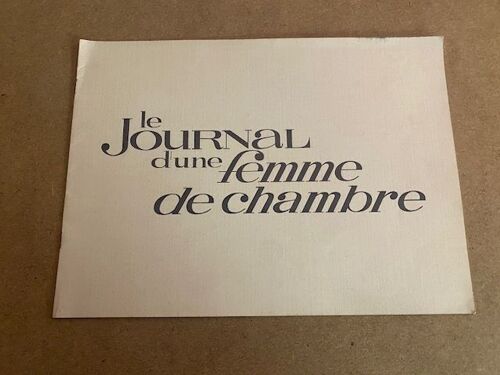 le
JOURNAL
d'une femme
de chambre